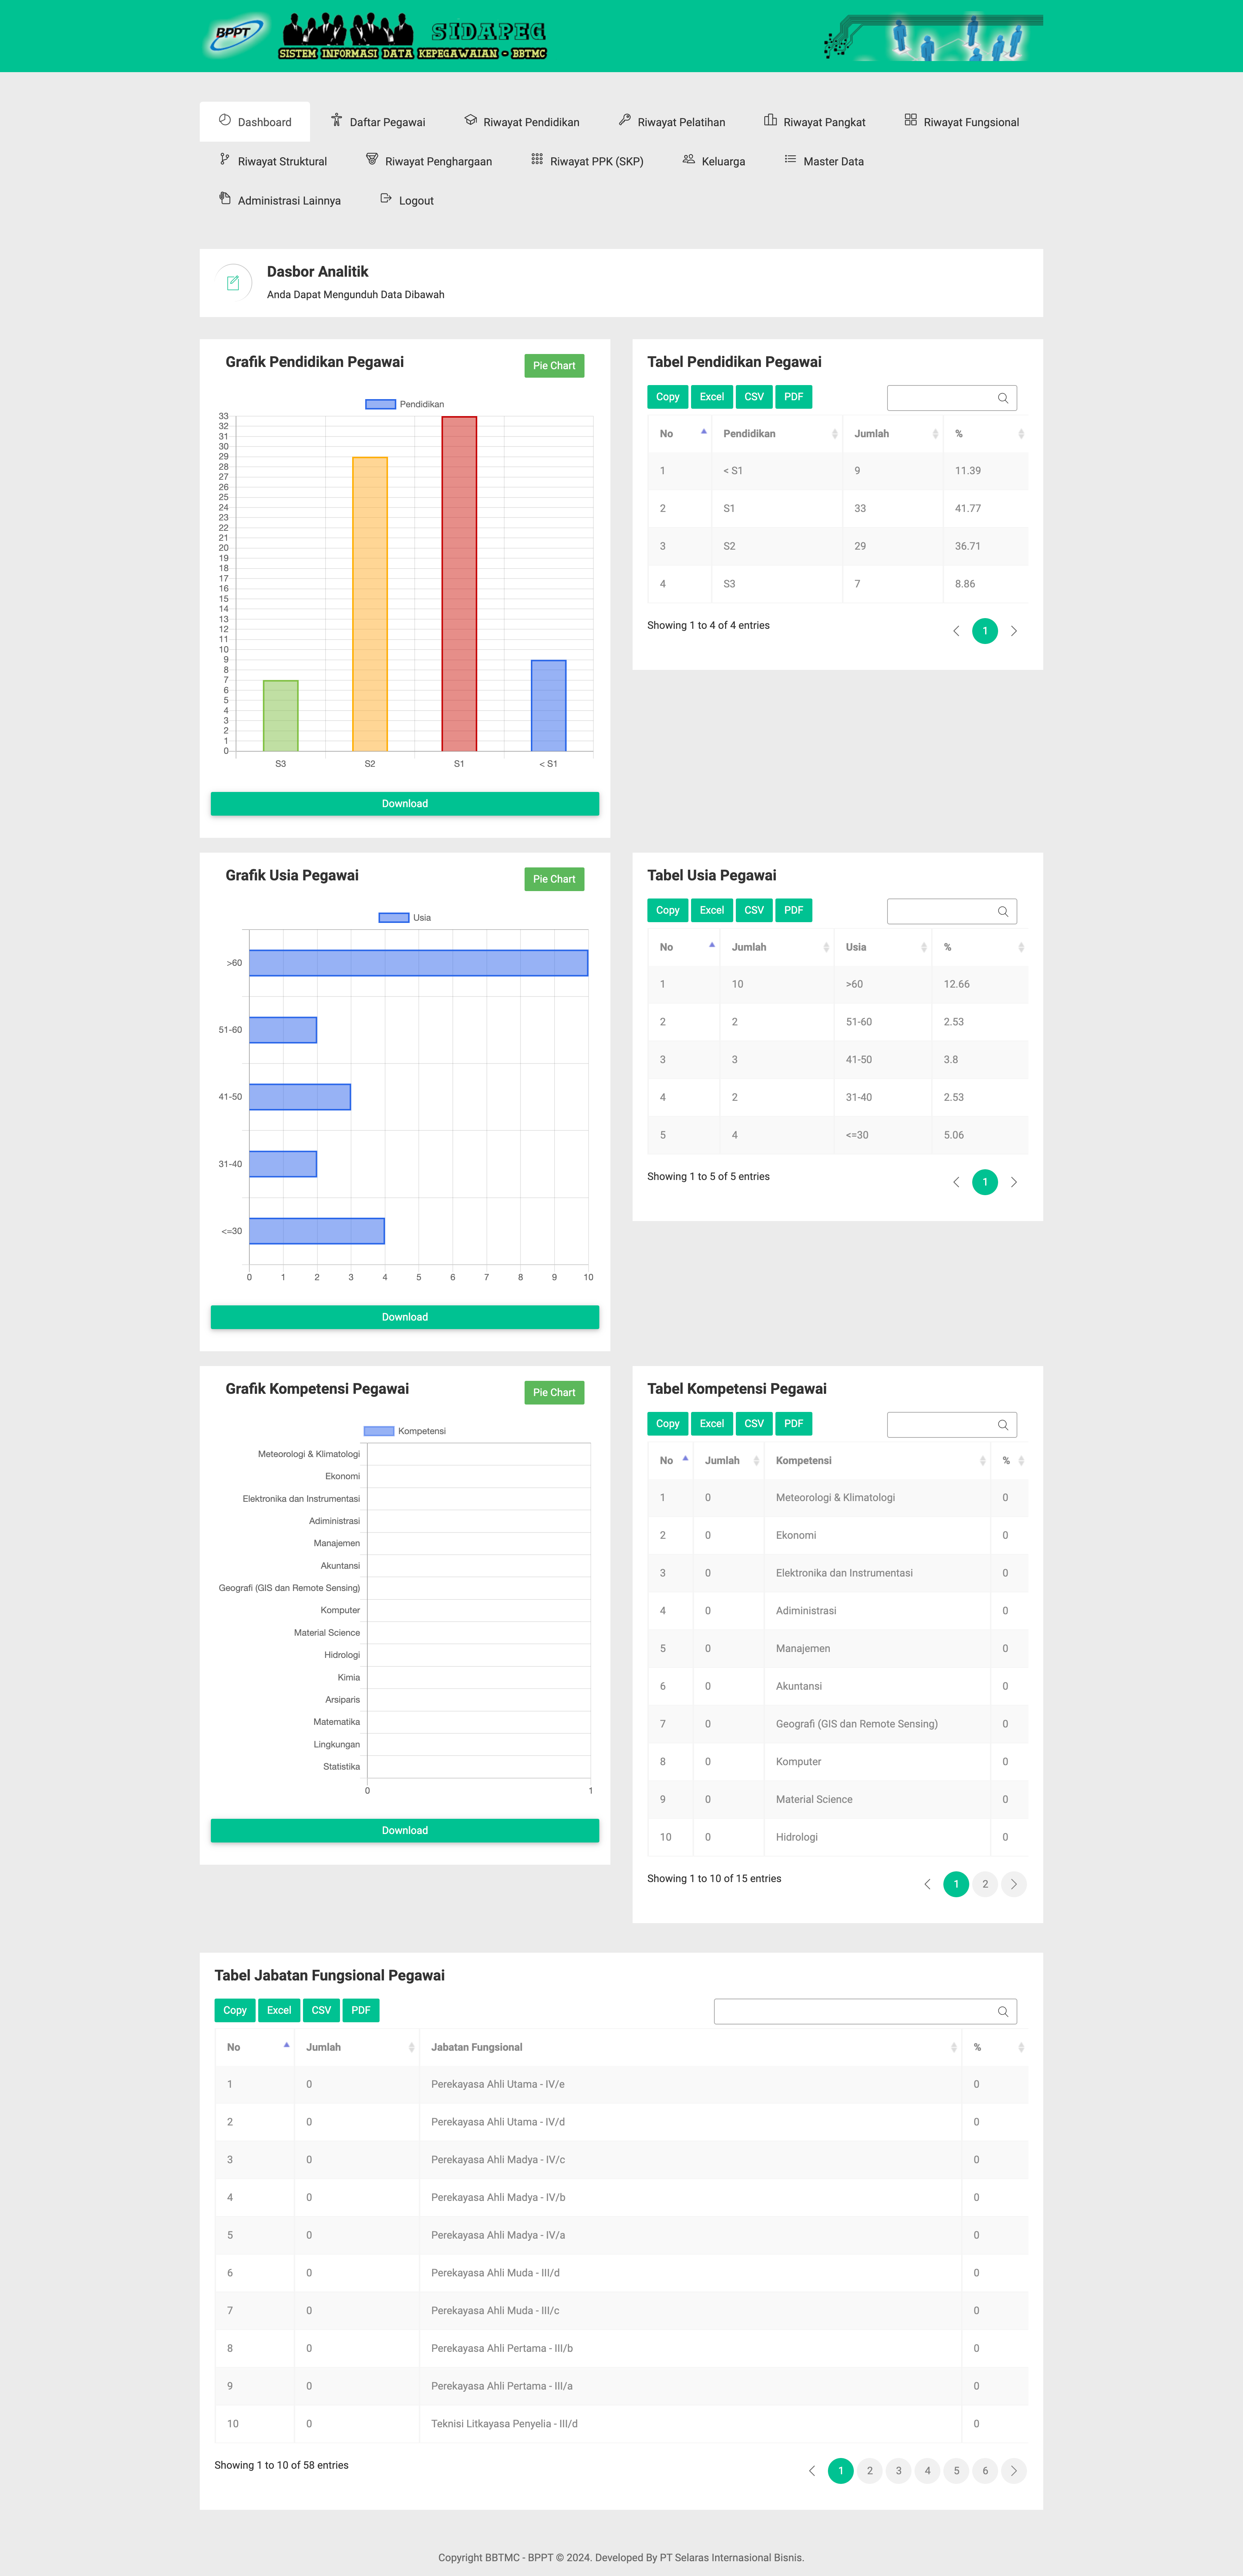 BPPT
SIDAPEG
SISTEM INFORMASI DATA KEPEGAWAIAN - BBTMC
Dashboard Daftar Pegawai Riwayat Pendidikan Riwayat Pelatihan Riwayat Pangkat Riwayat Fungsional
Riwayat Struktural Riwayat Penghargaan Riwayat PPK (SKP) Keluarga Master Data
Administrasi Lainnya Logout
Dasbor Analitik
Anda Dapat Mengunduh Data Dibawah
Grafik Pendidikan Pegawai
Pie Chart
Pendidikan
33
32
31
30
29
28
27
26
25
24
23
22
21
20
19
18
17
16
15
14
13
12
11
10
9
8
7
6
5
4
3
2
1
0
S3 S2 S1 < S1
Download
Tabel Pendidikan Pegawai
Copy Excel CSV PDF
No Pendidikan Jumlah %
1 < S1 9 11.39
2 S1 33 41.77
3 S2 29 36.71
4 S3 7 8.86
Showing 1 to 4 of 4 entries
1
Grafik Usia Pegawai
Pie Chart
Usia
>60
51-60
41-50
31-40
<=30
0 1 2 3 4 5 6 7 8 9 10
Download
Tabel Usia Pegawai
Copy Excel CSV PDF
No Jumlah Usia %
1 10 >60 12.66
2 2 51-60 2.53
3 3 41-50 3.8
4 2 31-40 2.53
5 4 <=30 5.06
Showing 1 to 5 of 5 entries
1
Grafik Kompetensi Pegawai
Pie Chart
Kompetensi
Meteorologi & Klimatologi
Ekonomi
Elektronika dan Instrumentasi
Adiministrasi
Manajemen
Akuntansi
Geografi (GIS dan Remote Sensing)
Komputer
Material Science
Hidrologi
Kimia
Arsiparis
Matematika
Lingkungan
Statistika
0 1
Download
Tabel Kompetensi Pegawai
Copy Excel CSV PDF
No Jumlah Kompetensi %
1 0 Meteorologi & Klimatologi 0
2 0 Ekonomi 0
3 0 Elektronika dan Instrumentasi 0
4 0 Adiministrasi 0
5 0 Manajemen 0
6 0 Akuntansi 0
7 0 Geografi (GIS dan Remote Sensing) 0
8 0 Komputer 0
9 0 Material Science 0
10 0 Hidrologi 0
Showing 1 to 10 of 15 entries
1 2
Tabel Jabatan Fungsional Pegawai
Copy Excel CSV PDF
No Jumlah Jabatan Fungsional %
1 0 Perekayasa Ahli Utama - IV/e 0
2 0 Perekayasa Ahli Utama - IV/d 0
3 0 Perekayasa Ahli Madya - IV/c 0
4 0 Perekayasa Ahli Madya - IV/b 0
5 0 Perekayasa Ahli Madya - IV/a 0
6 0 Perekayasa Ahli Muda - III/d 0
7 0 Perekayasa Ahli Muda - III/c 0
8 0 Perekayasa Ahli Pertama - III/b 0
9 0 Perekayasa Ahli Pertama - III/a 0
10 0 Teknisi Litkayasa Penyelia - III/d 0
Showing 1 to 10 of 58 entries
1 2 3 4 5 6
Copyright BBTMC - BPPT © 2024. Developed By PT Selaras Internasional Bisnis.